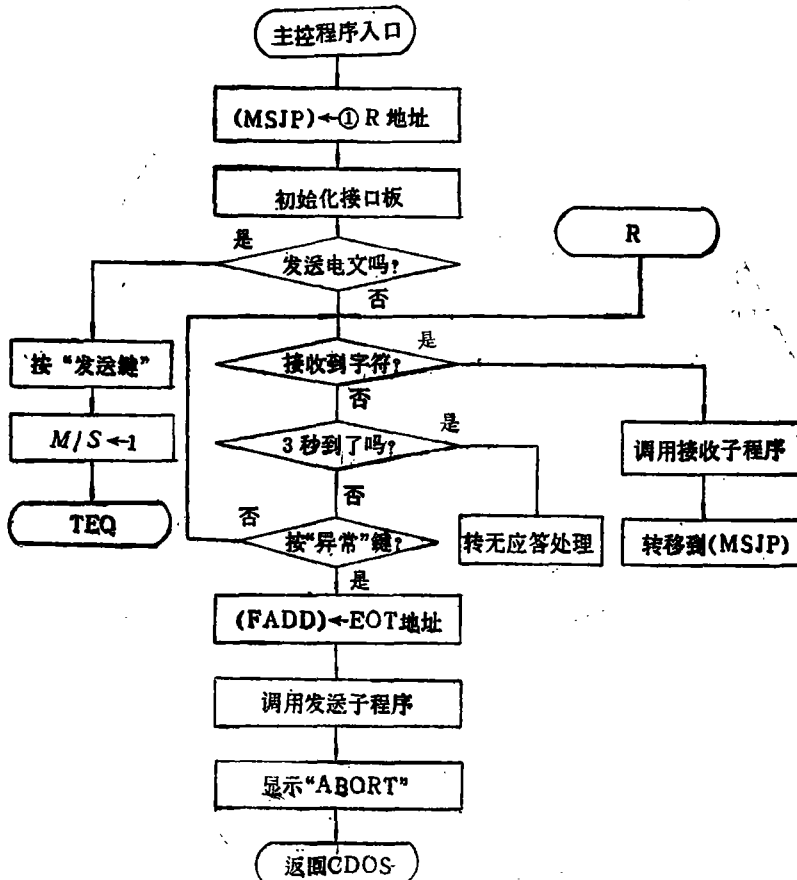 主控程序入口
(MSJP)←①R 地址
初始化接口板
是
R
发送电文吗?
否
按“发送键”
接收到字符?
是
否
M/S←1
3秒到了吗?
是
调用接收子程序
TEQ
否
否
按“异常”键?
转无应答处理
转移到(MSJP)
是
(FADD)←EOT地址
调用发送子程序
显示“ABORT”
返回CDOS